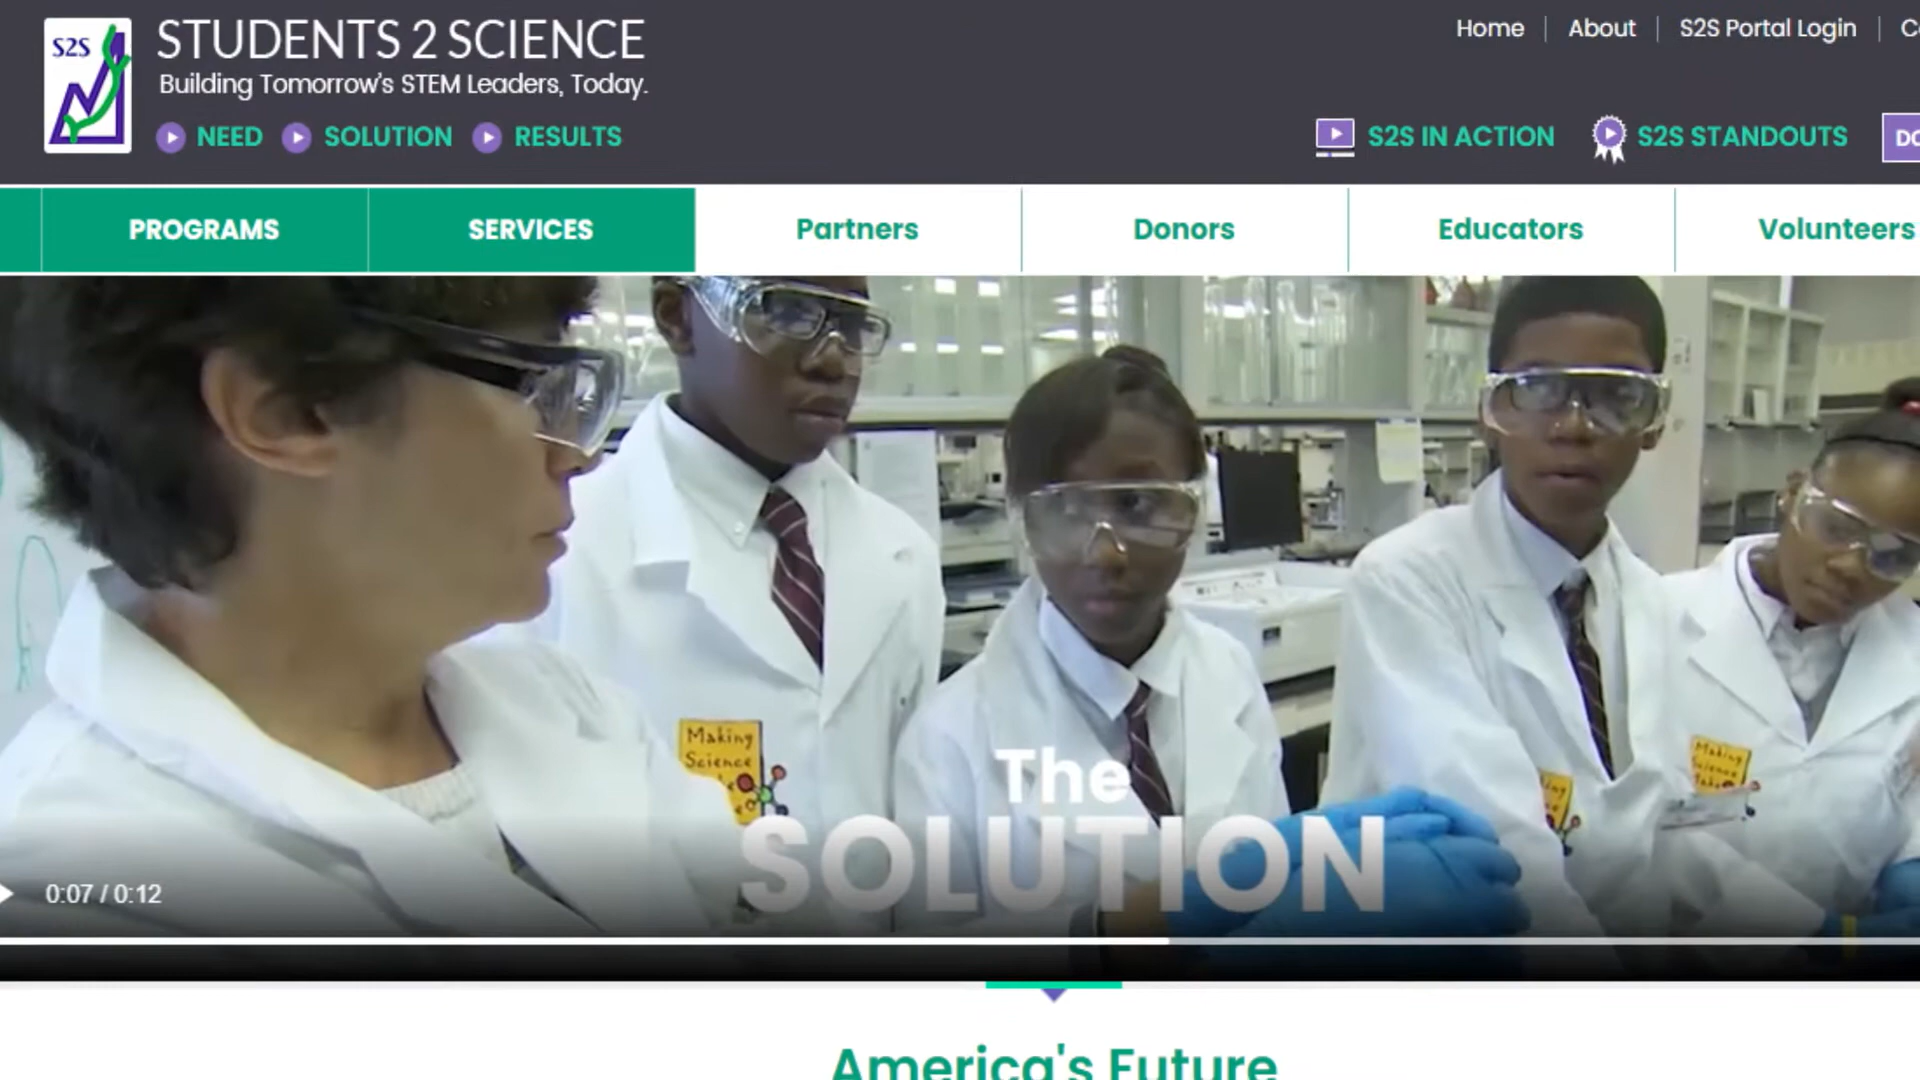 S2S
STUDENTS 2 SCIENCE
Building Tomorrow's STEM Leaders, Today.
NEED
SOLUTION
RESULTS
Home
About
S2S Portal Login
S2S IN ACTION
S2S STANDOUTS
PROGRAMS
SERVICES
Partners
Donors
Educators
Volunteers
Making
Science
Making
Science
The
SOLUTION
0:07 / 0:12
America's Future